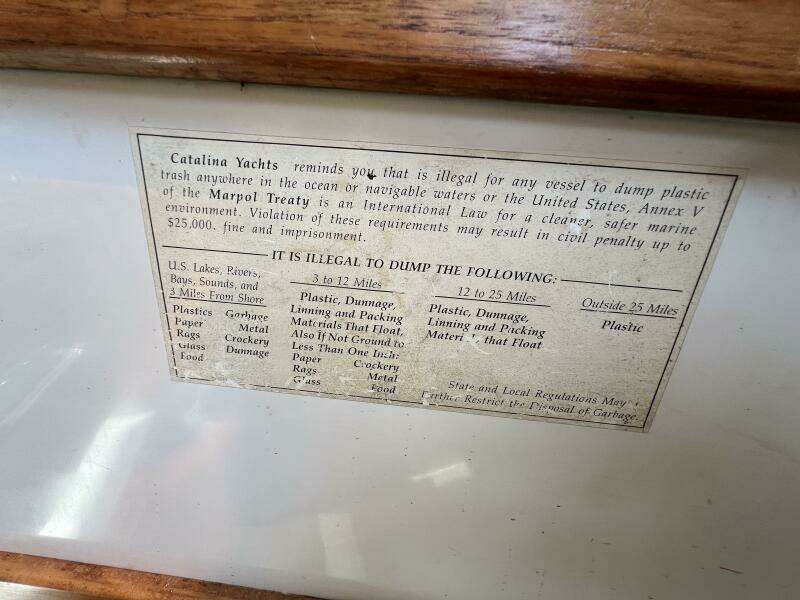 Catalina Yachts reminds you that is illegal for any vessel to dump plastic
trash anywhere in the ocean or navigable waters or the United States, Annex V
of the Marpol Treaty is an International Law for a cleaner, safer marine
environment. Violation of these requirements may result in civil penalty up to
$25,000. fine and imprisonment.
IT IS ILLEGAL TO DUMP THE FOLLOWING:
U.S. Lakes, Rivers,
Bays, Sounds, and
3 Miles From Shore
Plastics Garbage
Paper Metal
Rags Crockery
Glass Dunnage
Food
3 to 12 Miles
Plastic, Dunnage,
Linning and Packing
Materials That Float,
Also If Not Ground to
Less Than One Inch:
Paper Crockery
Rags Metal
Glass Food
12 to 25 Miles
Plastic, Dunnage,
Linning and Packing
Materials, that Float
Outside 25 Miles
Plastic
State and Local Regulations May
Further Restrict the Disposal of Garbage.